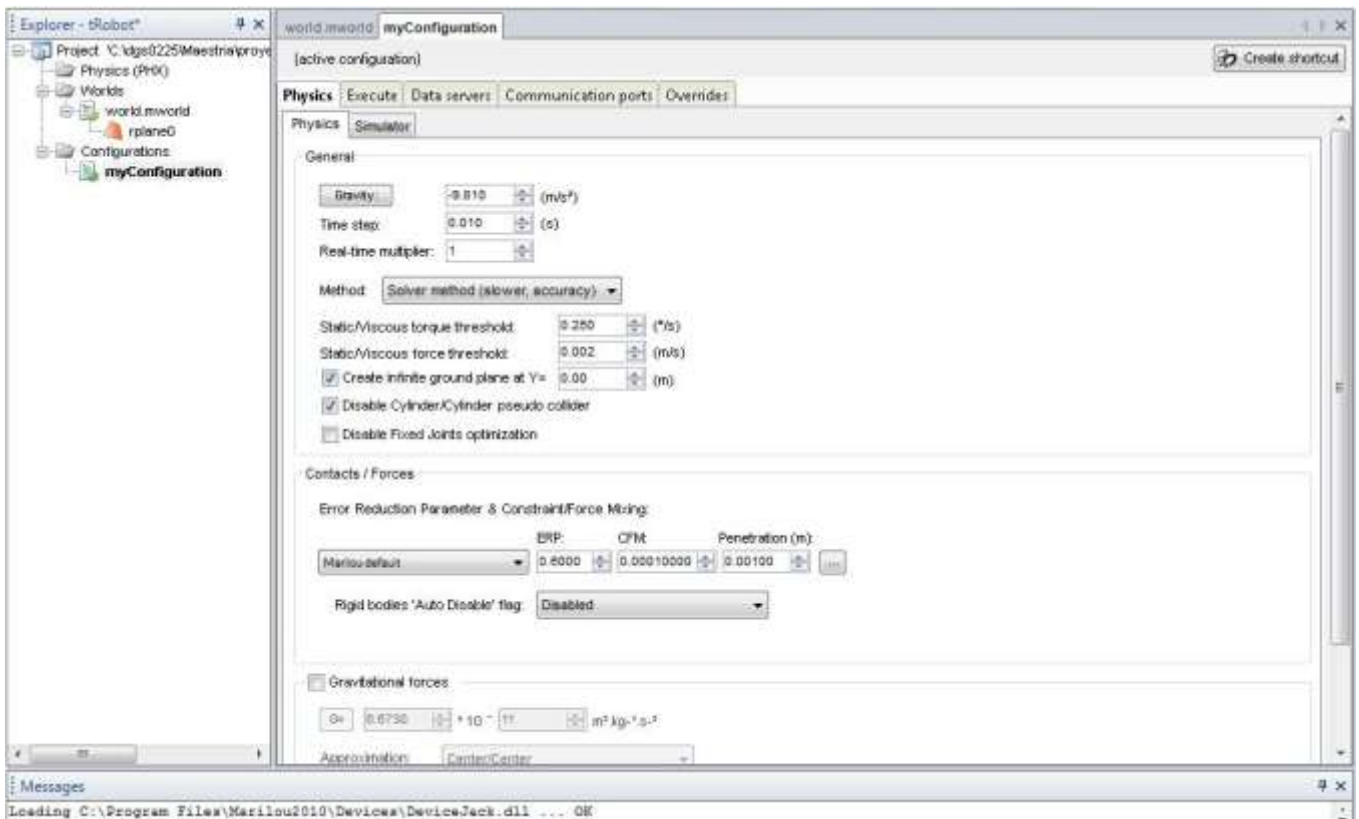 Explorer - tRobot*
Project 'C:\dgs0225\Maestria\proye
Physics (PHX)
Worlds
world.mworld
rplane0
Configurations
myConfiguration
world.mworld myConfiguration
(active configuration) Create shortcut
Physics Execute Data servers Communication ports Overrides
Physics Simulator
General
Gravity: -9.810 (m/s²)
Time step: 0.010 (s)
Real-time multiplier: 1
Method: Solver method (slower, accuracy)
Static/Viscous torque threshold: 0.250 (°/s)
Static/Viscous force threshold: 0.002 (m/s)
Create infinite ground plane at Y= 0.00 (m)
Disable Cylinder/Cylinder pseudo collider
Disable Fixed Joints optimization
Contacts / Forces
Error Reduction Parameter & Constraint/Force Mixing:
ERP: CFM: Penetration (m):
Marilou default 0.6000 0.00010000 0.00100 ...
Rigid bodies 'Auto Disable' flag: Disabled
Gravitational forces
G= 0.6730 * 10 ^ 11 m³.kg-¹.s-²
Approximation: Center/Center
Messages
Loading C:\Program Files\Marilou2010\Devices\DeviceJack.dll ... OK